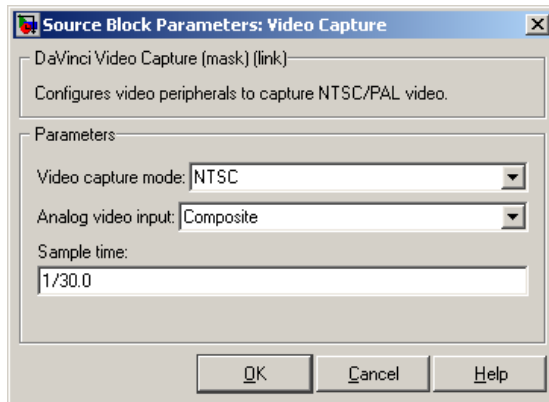 Source Block Parameters: Video Capture
DaVinci Video Capture (mask) (link)
Configures video peripherals to capture NTSC/PAL video.
Parameters
Video capture mode: NTSC
Analog video input: Composite
Sample time:
1/30.0
OK Cancel Help